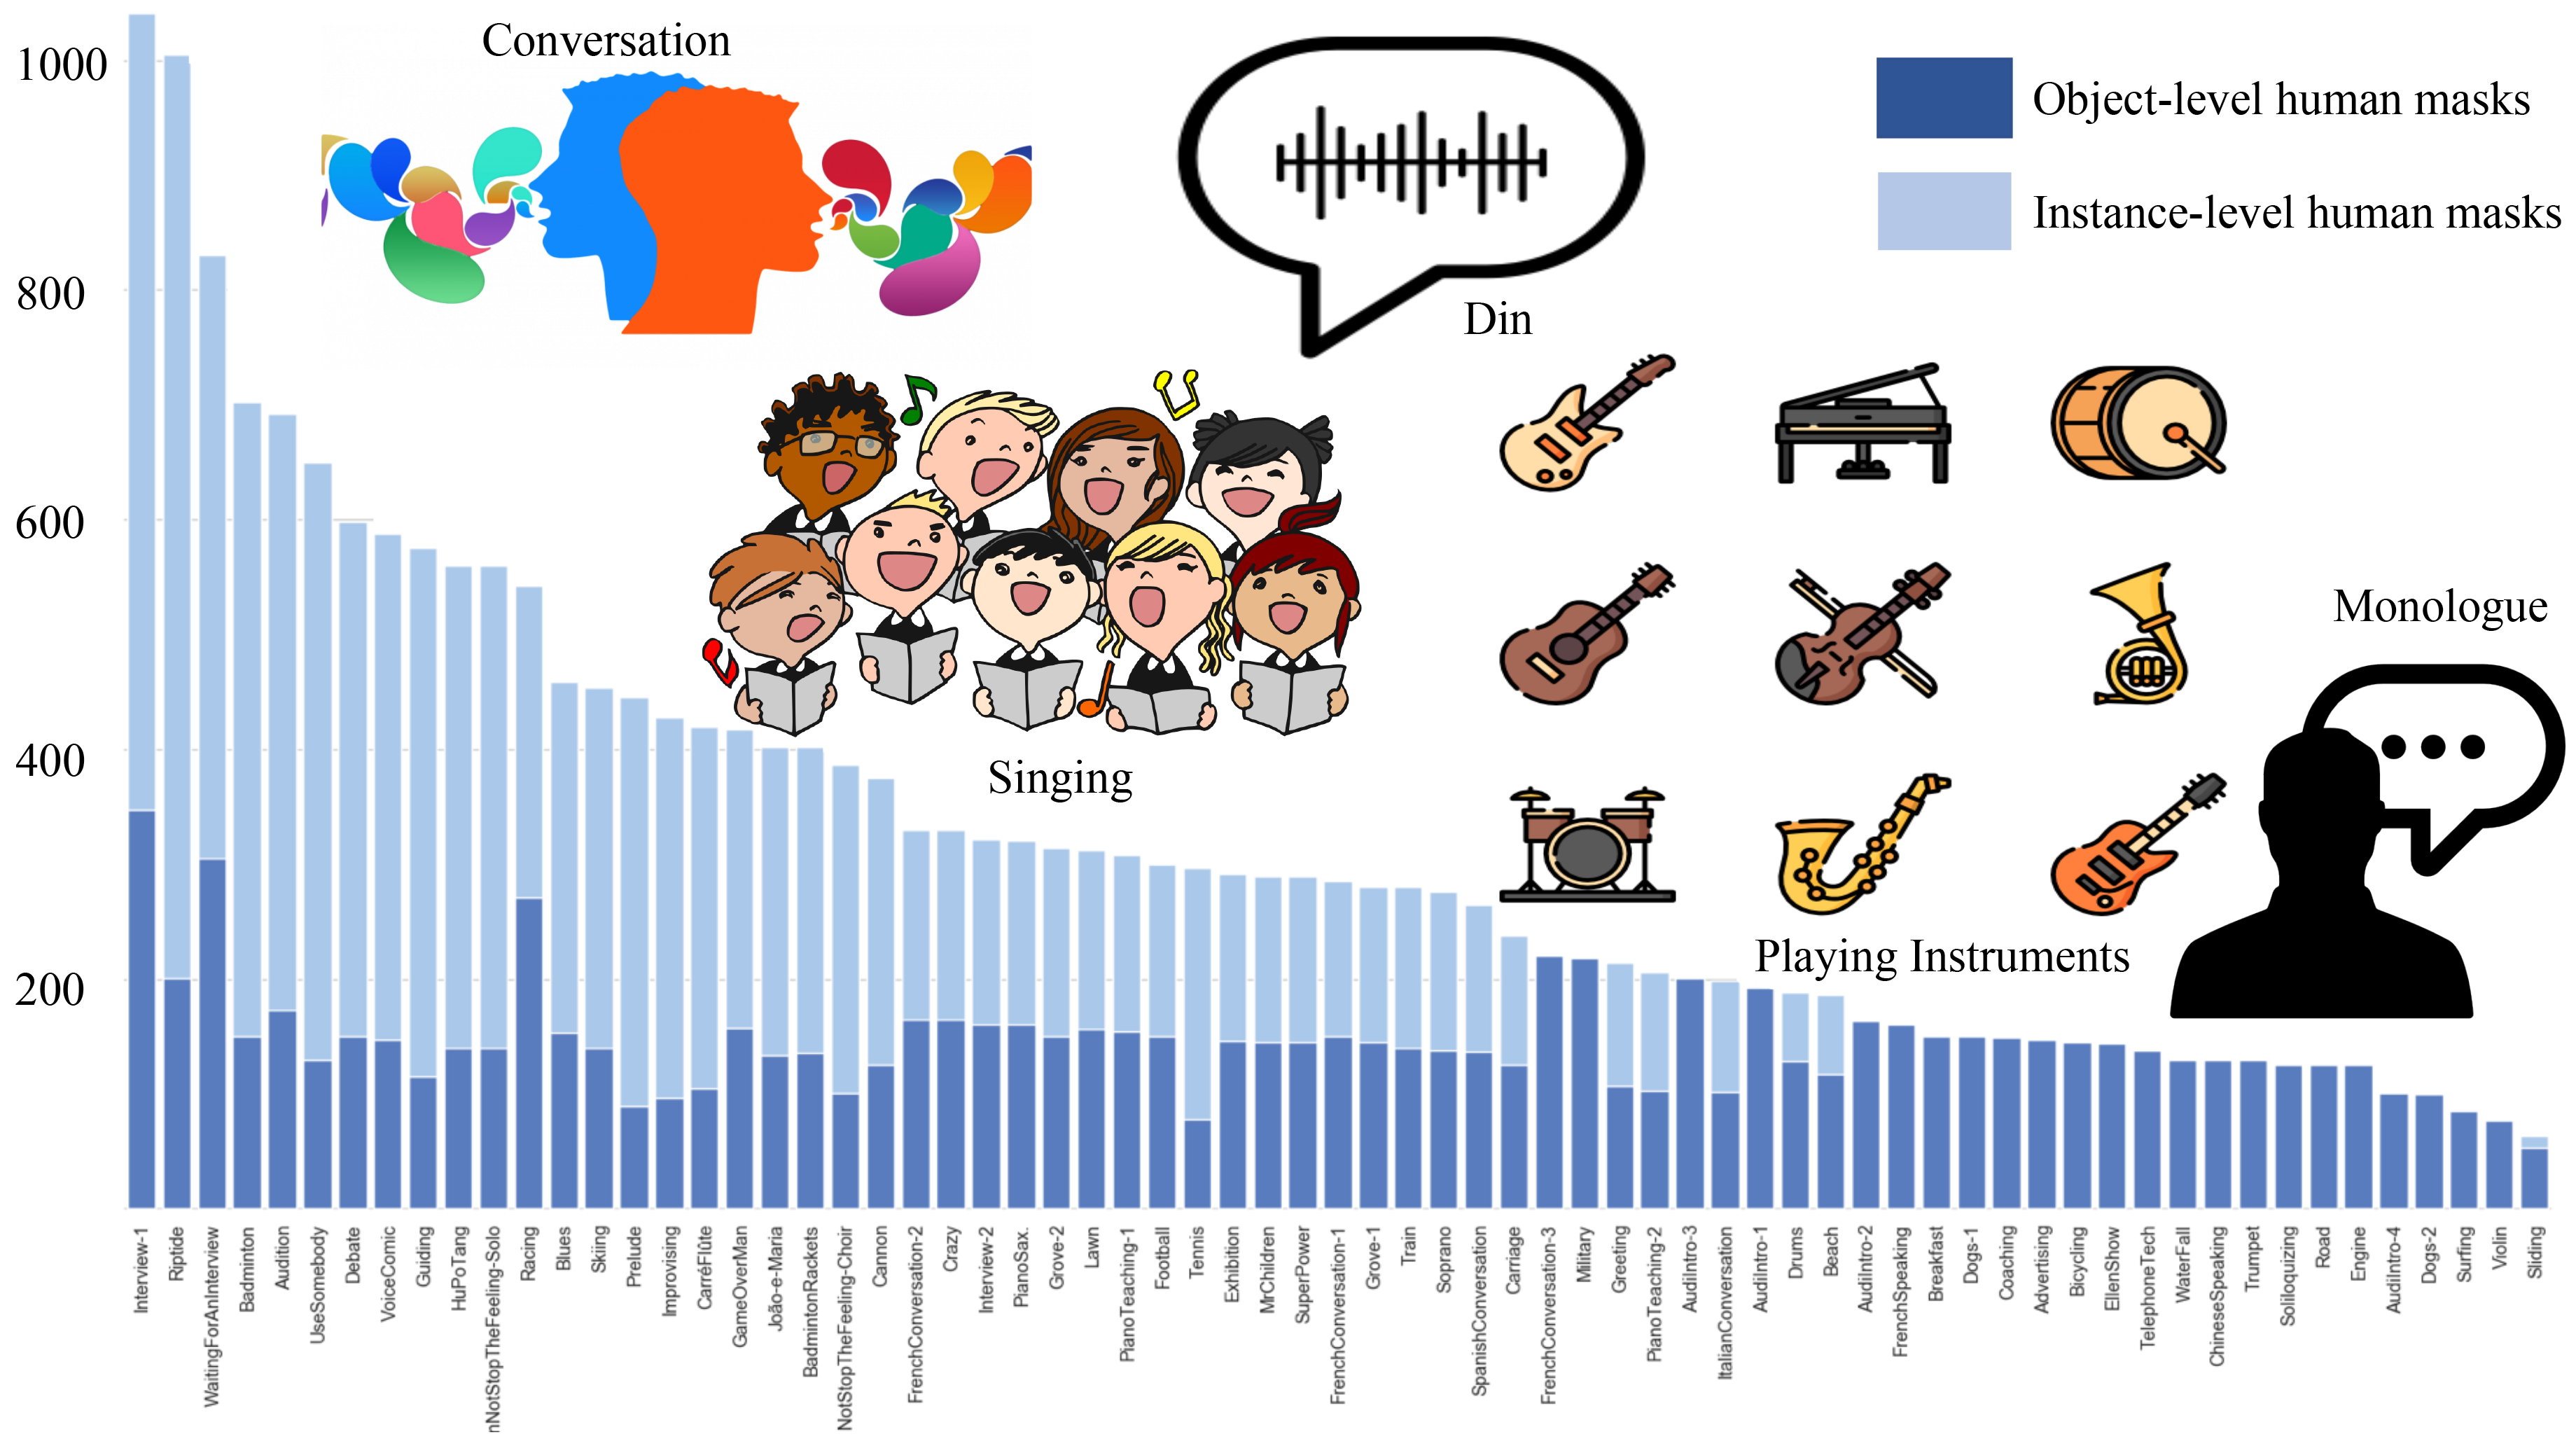 Conversation
Din
Object-level human masks
Instance-level human masks
1000
800
600
400
200
Singing
Playing Instruments
Monologue
Interview-1
Riptide
WaitingForAnInterview
Badminton
Audition
UseSomebody
Debate
VoiceComic
Guiding
HuPoTang
nNotStopTheFeeling-Solo
Racing
Blues
Skiing
Prelude
Improvising
CarréFlûte
GameOverMan
João-e-Maria
BadmintonRackets
NotStopTheFeeling-Choir
Cannon
FrenchConversation-2
Crazy
Interview-2
PianoSax.
Grove-2
Lawn
PianoTeaching-1
Football
Tennis
Exhibition
MrChildren
SuperPower
FrenchConversation-1
Grove-1
Train
Soprano
SpanishConversation
Carriage
FrenchConversation-3
Military
Greeting
PianoTeaching-2
AudiIntro-3
ItalianConversation
AudiIntro-1
Drums
Beach
AudiIntro-2
FrenchSpeaking
Breakfast
Dogs-1
Coaching
Advertising
Bicycling
EllenShow
TelephoneTech
WaterFall
ChineseSpeaking
Trumpet
Soliloquizing
Road
Engine
AudiIntro-4
Dogs-2
Surfing
Violin
Sliding